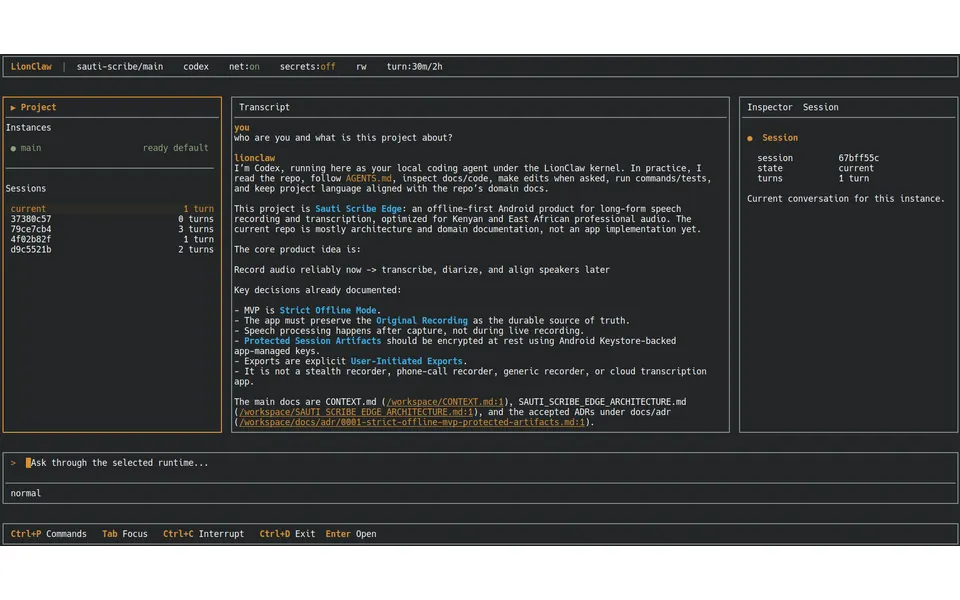 LionClaw | sauti-scribe/main codex net:on secrets:off rw turn:30m/2h
▶ Project
Instances
● main ready default
Sessions
current 1 turn
37380c57 0 turns
79ce7cb4 3 turns
4f02b82f 1 turn
d9c5521b 2 turns
Transcript
you
who are you and what is this project about?
lionclaw
I'm Codex, running here as your local coding agent under the LionClaw kernel. In practice, I
read the repo, follow AGENTS.md, inspect docs/code, make edits when asked, run commands/tests,
and keep project language aligned with the repo's domain docs.
This project is Sauti Scribe Edge: an offline-first Android product for long-form speech
recording and transcription, optimized for Kenyan and East African professional audio. The
current repo is mostly architecture and domain documentation, not an app implementation yet.
The core product idea is:
Record audio reliably now -> transcribe, diarize, and align speakers later
Key decisions already documented:
- MVP is Strict Offline Mode.
- The app must preserve the Original Recording as the durable source of truth.
- Speech processing happens after capture, not during live recording.
- Protected Session Artifacts should be encrypted at rest using Android Keystore-backed
app-managed keys.
- Exports are explicit User-Initiated Exports.
- It is not a stealth recorder, phone-call recorder, generic recorder, or cloud transcription
app.
The main docs are CONTEXT.md (/workspace/CONTEXT.md:1), SAUTI_SCRIBE_EDGE_ARCHITECTURE.md
(/workspace/SAUTI_SCRIBE_EDGE_ARCHITECTURE.md:1), and the accepted ADRs under docs/adr
(/workspace/docs/adr/0001-strict-offline-mvp-protected-artifacts.md:1).
Inspector Session
● Session
session 67bff55c
state current
turns 1 turn
Current conversation for this instance.
> Ask through the selected runtime...
normal
Ctrl+P Commands Tab Focus Ctrl+C Interrupt Ctrl+D Exit Enter Open